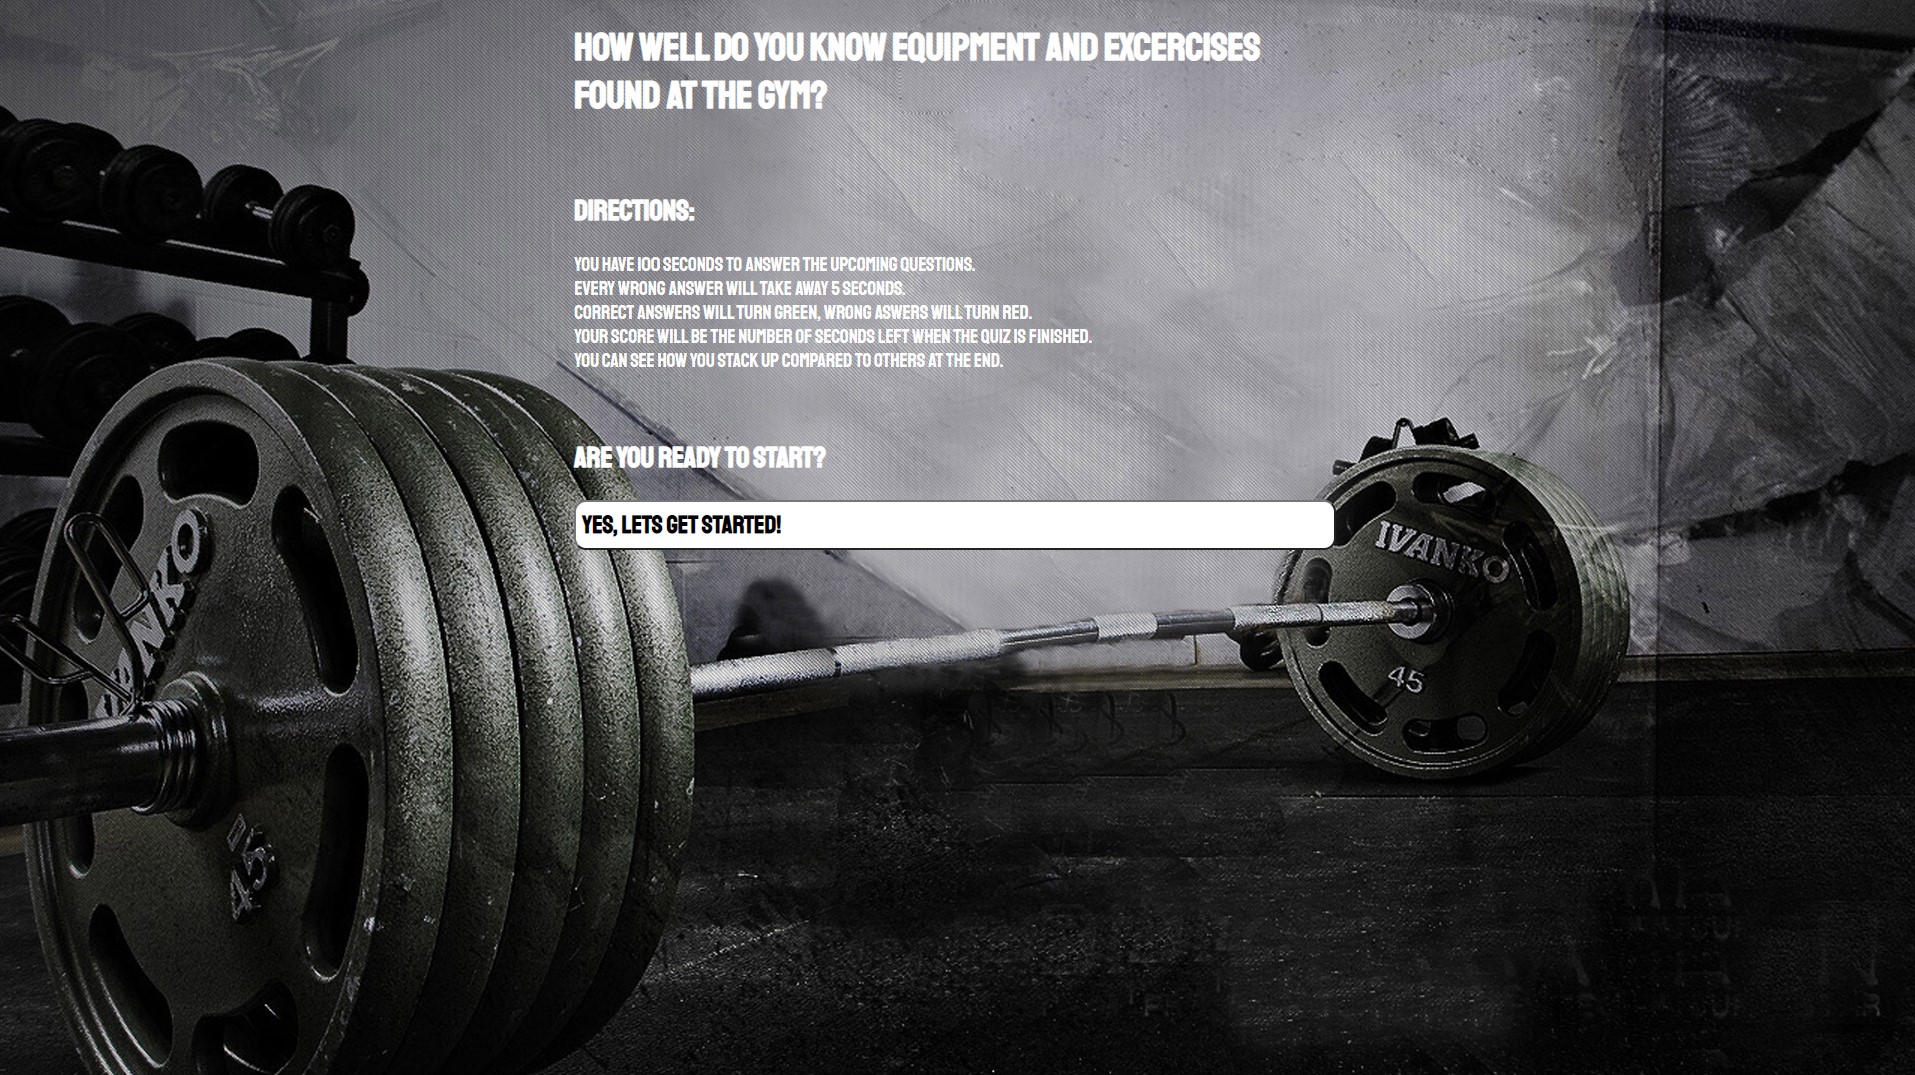 HOW WELL DO YOU KNOW EQUIPMENT AND EXCERCISES
FOUND AT THE GYM?
DIRECTIONS:
YOU HAVE 100 SECONDS TO ANSWER THE UPCOMING QUESTIONS.
EVERY WRONG ANSWER WILL TAKE AWAY 5 SECONDS.
CORRECT ANSWERS WILL TURN GREEN, WRONG ASWERS WILL TURN RED.
YOUR SCORE WILL BE THE NUMBER OF SECONDS LEFT WHEN THE QUIZ IS FINISHED.
YOU CAN SEE HOW YOU STACK UP COMPARED TO OTHERS AT THE END.
ARE YOU READY TO START?
YES, LETS GET STARTED!
IVANKO
45
IVANKO
45